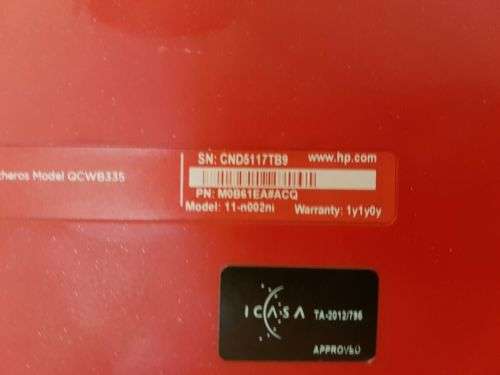 SN: CND5117TB9 www.hp.com
theros Model QCWB335
PN: M0B61EA#ACQ
Model: 11-n002ni Warranty: 1y1y0y
ICASA TA-2012/796
APPROVED